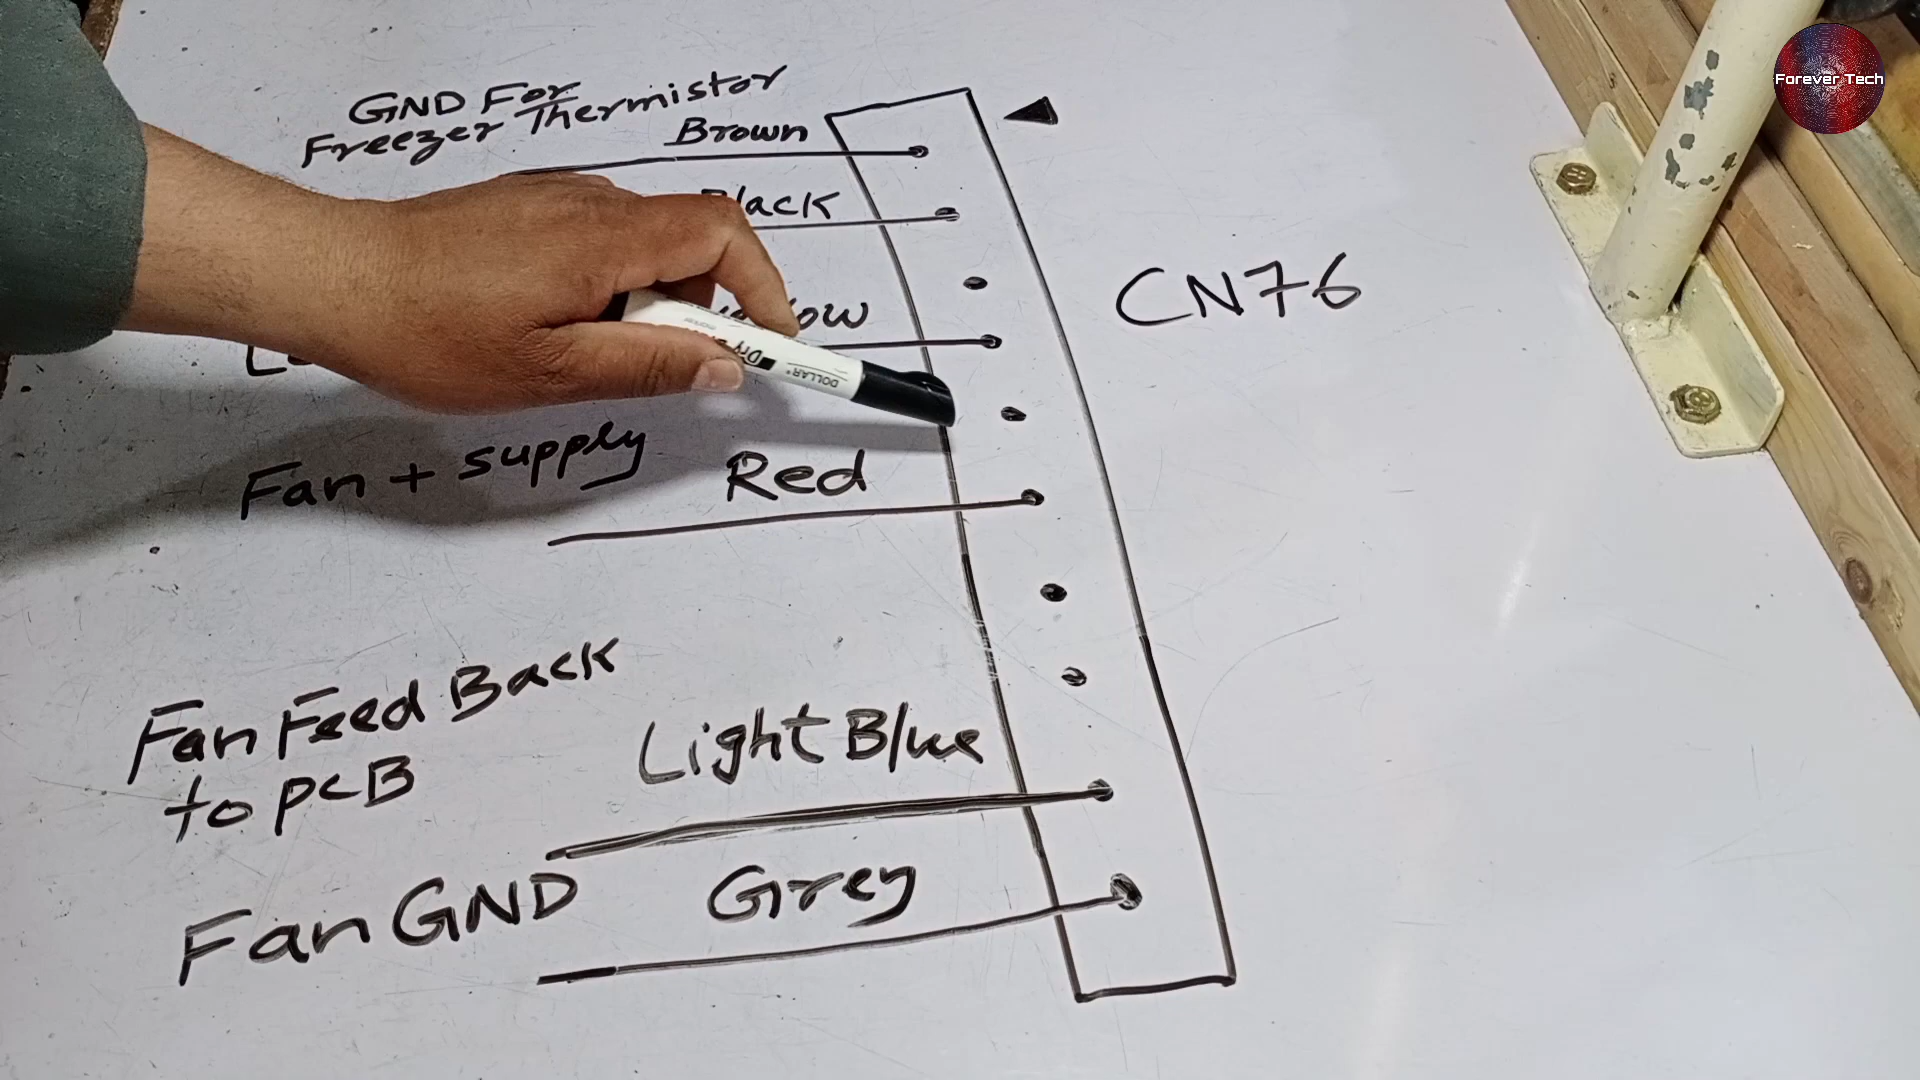 Forever Tech
GND For
Freezer Thermistor
Brown
CN76
DOLLAR®
Fan + supply
Red
Fan Feed Back
to PCB
Light Blue
Fan GND
Grey